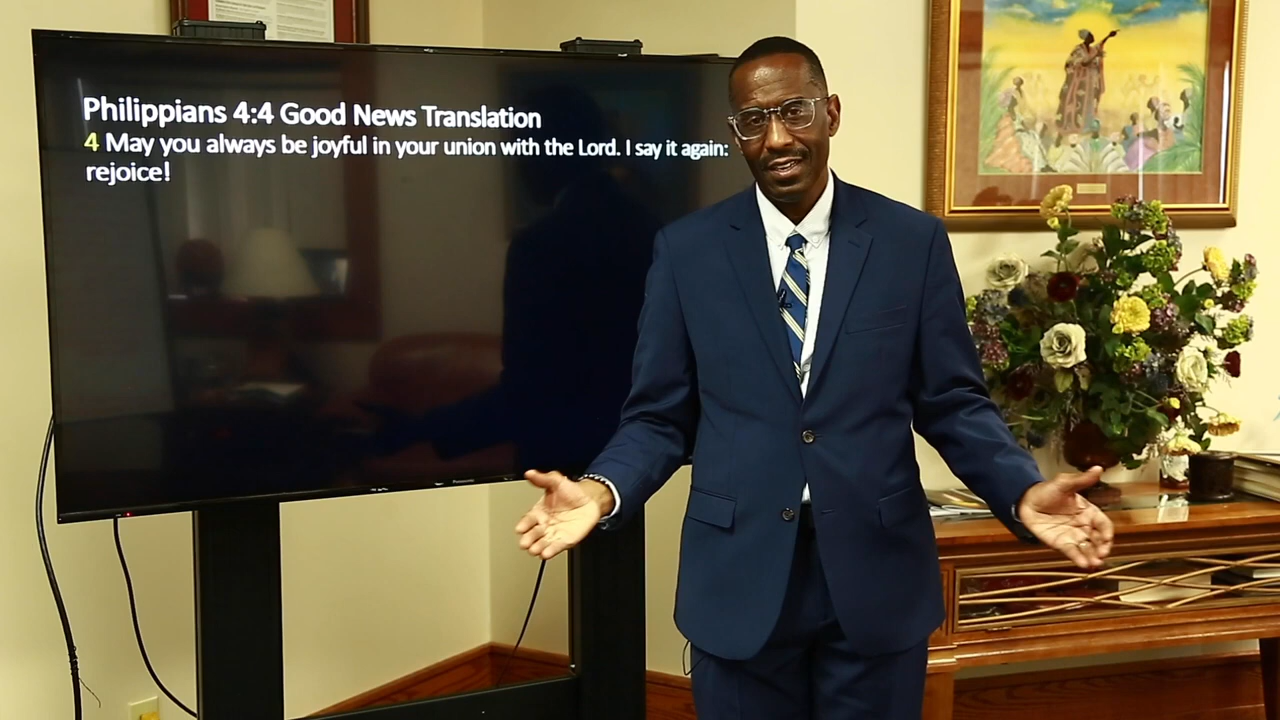 Philippians 4:4 Good News Translation
4 May you always be joyful in your union with the Lord. I say it again:
rejoice!
Panasonic